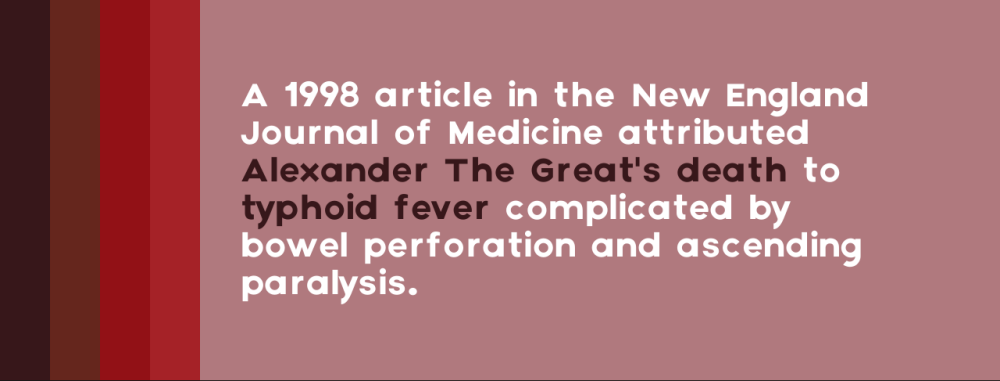 A 1998 article in the New England
Journal of Medicine attributed
Alexander The Great's death to
typhoid fever complicated by
bowel perforation and ascending
paralysis.